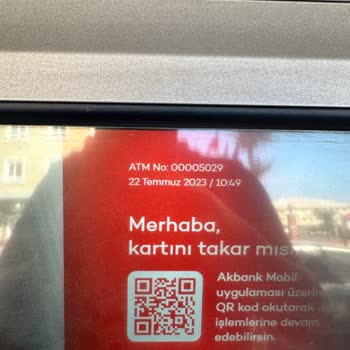 ATM No: 00005029
22 Temmuz 2023 / 10:49
Merhaba,
kartını takar
Akbank Mobil
uygulaması
QR kod okutarak
işlemlerine devam
edebilirsin.